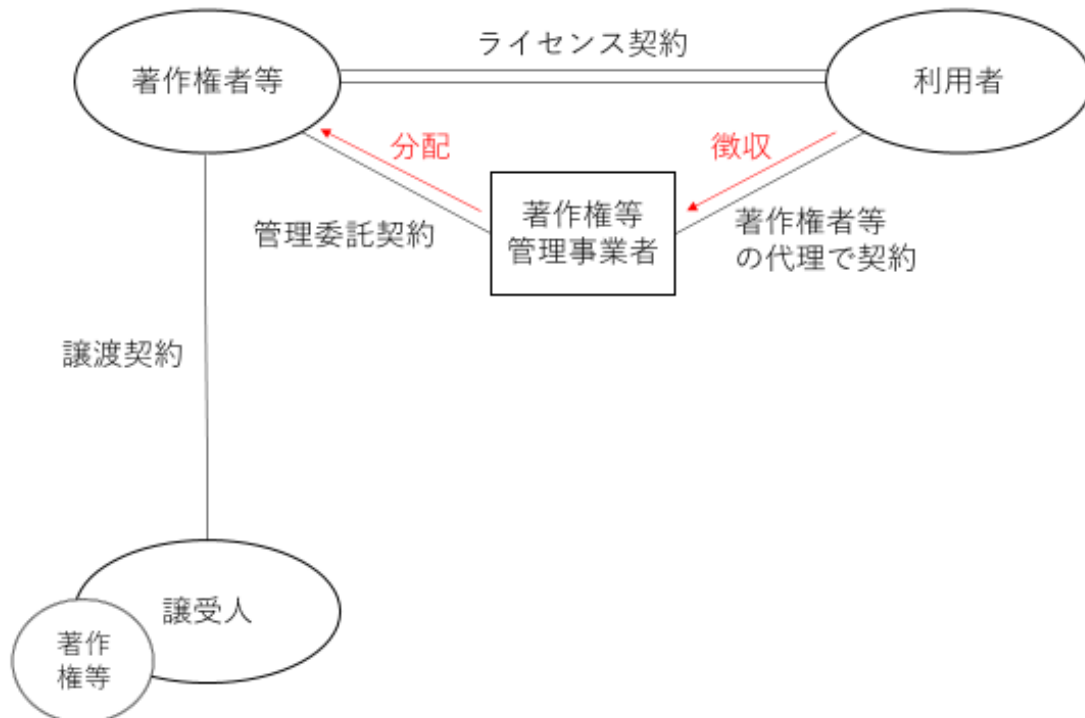 ライセンス契約
著作権者等
利用者
分配
徴収
管理委託契約
著作権等
管理事業者
著作権者等
の代理で契約
譲渡契約
譲受人
著作
権等